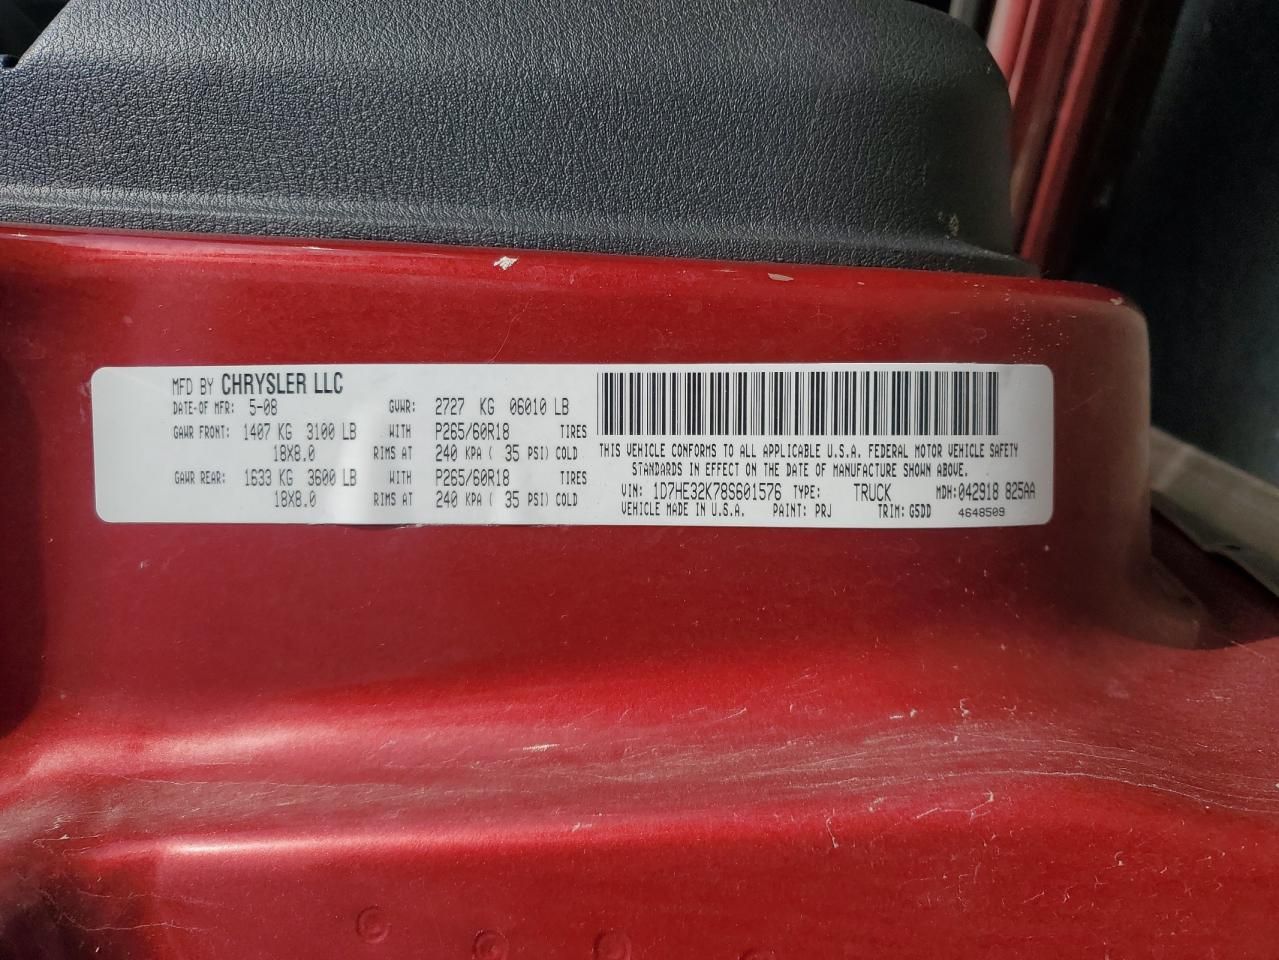 MFD BY CHRYSLER LLC
DATE-OF MFR: 5-08 GVWR: 2727 KG 06010 LB
GAWR FRONT: 1407 KG 3100 LB WITH P265/60R18 TIRES
18X8.0 RIMS AT 240 KPA ( 35 PSI) COLD
GAWR REAR: 1633 KG 3600 LB WITH P265/60R18 TIRES
18X8.0 RIMS AT 240 KPA ( 35 PSI) COLD
THIS VEHICLE CONFORMS TO ALL APPLICABLE U.S.A. FEDERAL MOTOR VEHICLE SAFETY
STANDARDS IN EFFECT ON THE DATE OF MANUFACTURE SHOWN ABOVE.
VIN: 1D7HE32K78S601576 TYPE: TRUCK MDH:042918 825AA
VEHICLE MADE IN U.S.A. PAINT: PRJ TRIM: G5DD 4648509